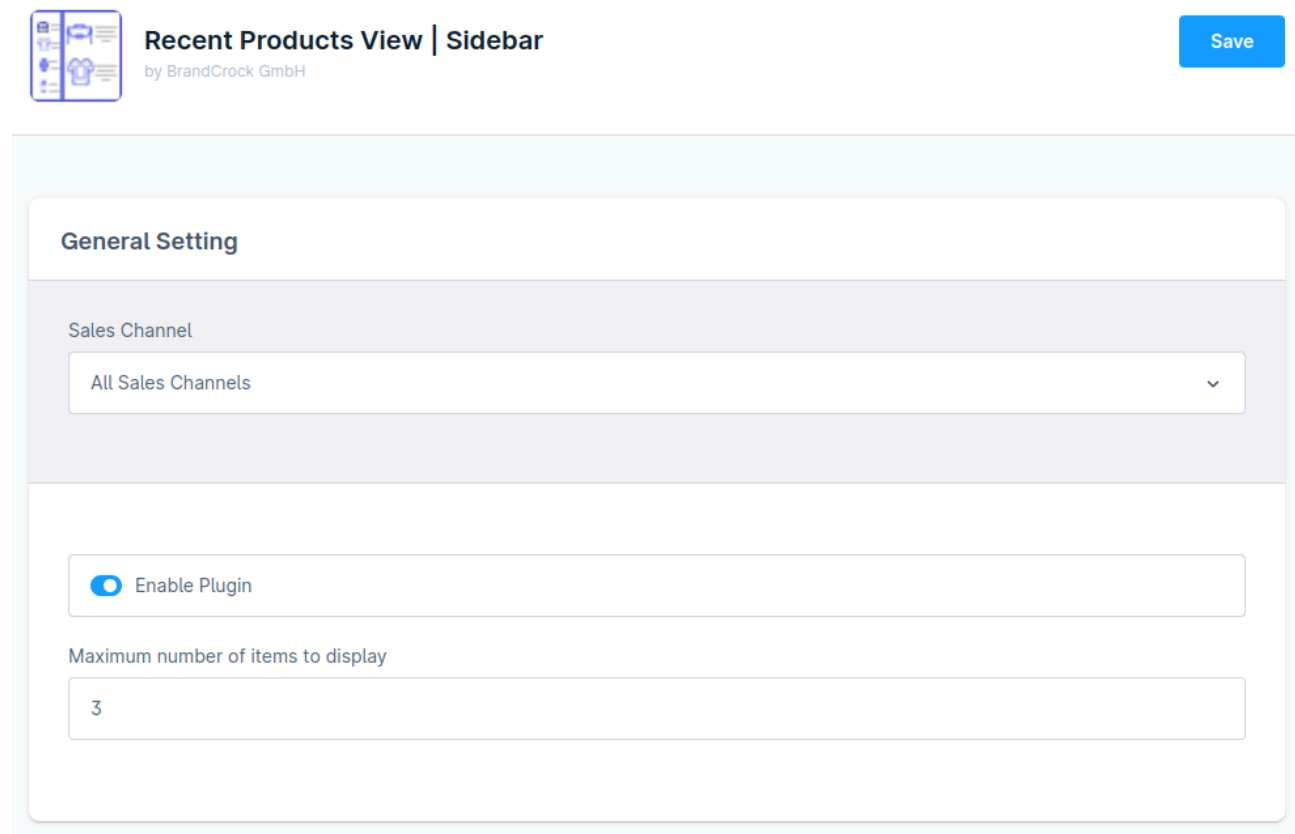 Recent Products View | Sidebar
by BrandCrock GmbH
Save
General Setting
Sales Channel
All Sales Channels
Enable Plugin
Maximum number of items to display
3